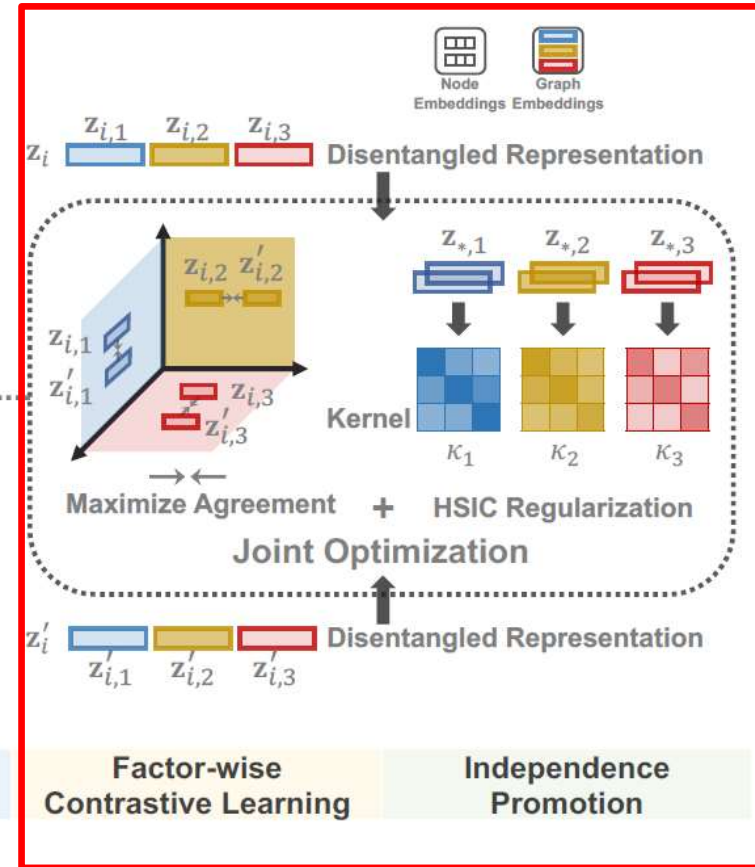 Node Embeddings
Graph Embeddings
z_{i,1} z_{i,2} z_{i,3}
z_i Disentangled Representation
z_{i,2} z'_{i,2}
z_{*,1} z_{*,2} z_{*,3}
z_{i,1}
z'_{i,1}
z_{i,3}
z'_{i,3}
Kernel
κ_1 κ_2 κ_3
Maximize Agreement + HSIC Regularization
Joint Optimization
z'_i Disentangled Representation
z'_{i,1} z'_{i,2} z'_{i,3}
Factor-wise
Contrastive Learning
Independence
Promotion